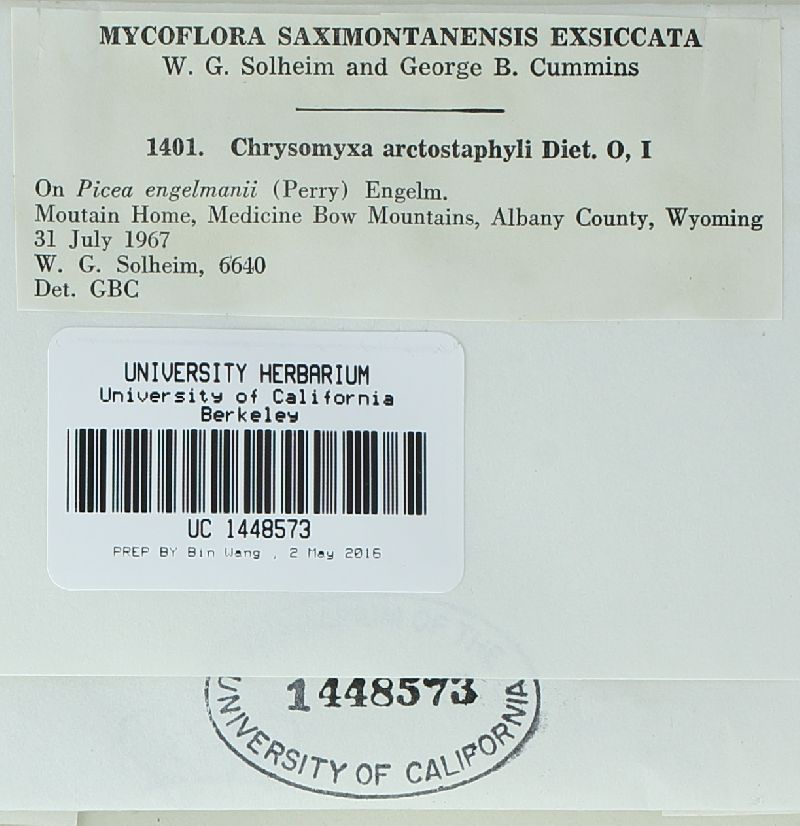 MYCOFLORA SAXIMONTANENSIS EXSICCATA
W. G. Solheim and George B. Cummins
1401. Chrysomyxa arctostaphyli Diet. O, I
On Picea engelmanii (Perry) Engelm.
Moutain Home, Medicine Bow Mountains, Albany County, Wyoming
31 July 1967
W. G. Solheim, 6640
Det. GBC
UNIVERSITY HERBARIUM
University of California
Berkeley
UC 1448573
PREP BY Bin Wang , 2 May 2016
OF THE
1448573
UNIVERSITY OF CALIFORNIA